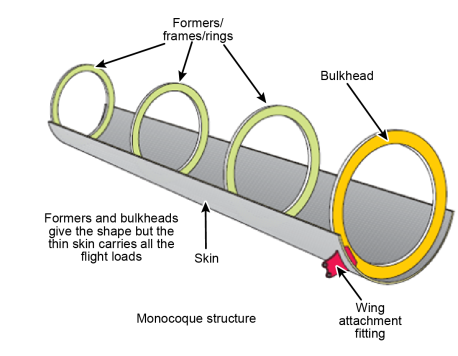 Formers/
frames/rings
Bulkhead
Formers and bulkheads
give the shape but the
thin skin carries all the
flight loads
Skin
Wing
attachment
fitting
Monocoque structure